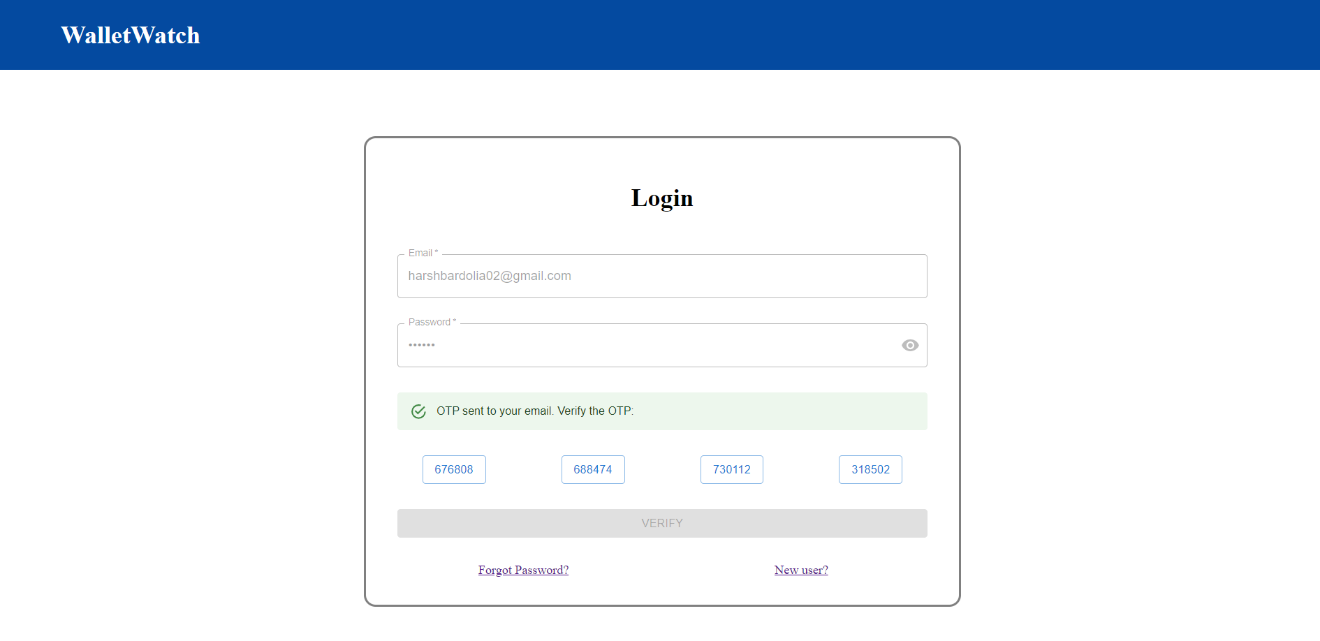 WalletWatch
Login
Email *
harshbardolia02@gmail.com
Password *
••••••
OTP sent to your email. Verify the OTP:
676808 688474 730112 318502
VERIFY
Forgot Password? New user?